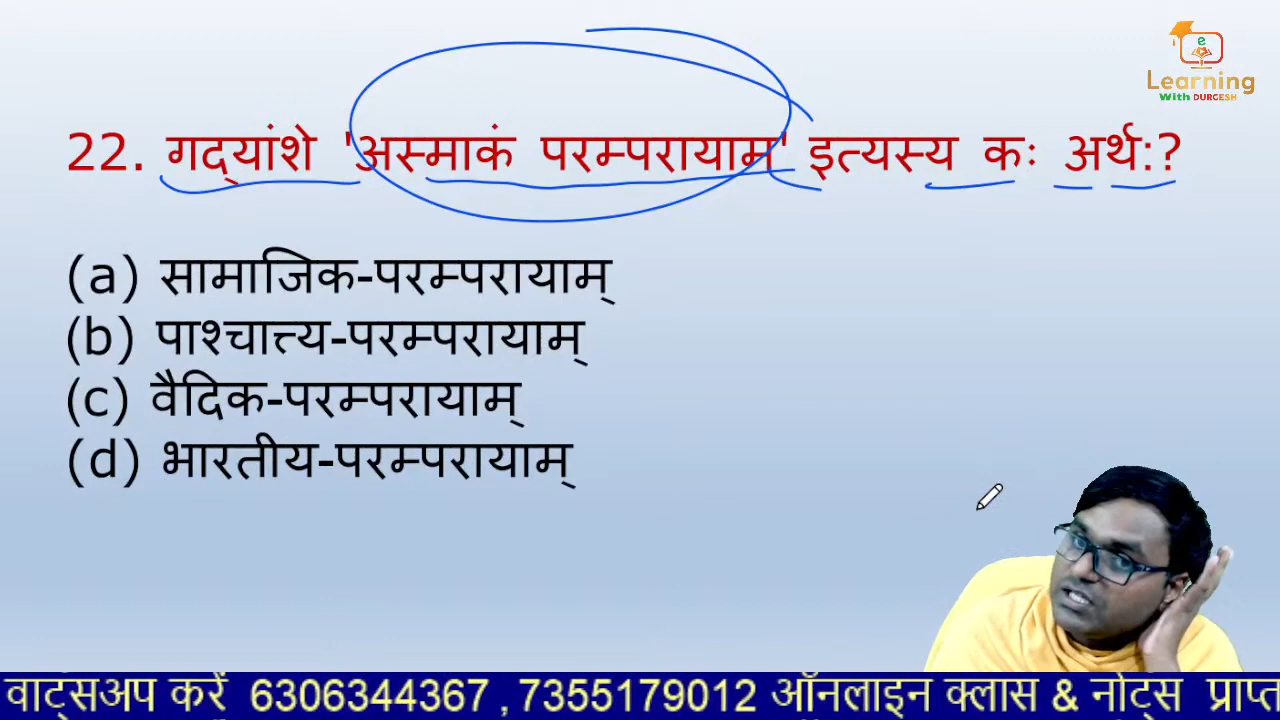 e
Learning
With DURGESH
22. गद्यांशे 'अस्माकं परम्परायाम' इत्यस्य कः अर्थ:?
(a) सामाजिक-परम्परायाम्
(b) पाश्चात्त्य-परम्परायाम्
(c) वैदिक-परम्परायाम्
(d) भारतीय-परम्परायाम्
वाट्सअप करें 6306344367 ,7355179012 ऑनलाइन क्लास & नोट्स प्राप्त